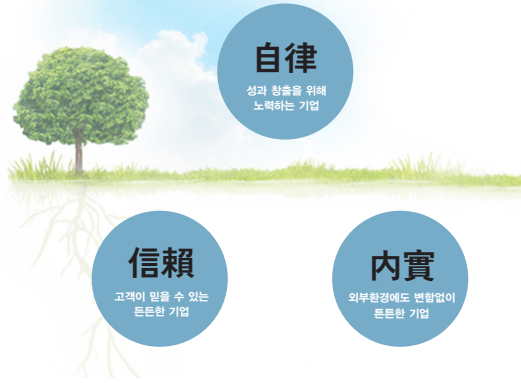 自律
성과 창출을 위해
노력하는 기업
信賴
고객이 믿을 수 있는
든든한 기업
内實
외부환경에도 변함없이
튼튼한 기업